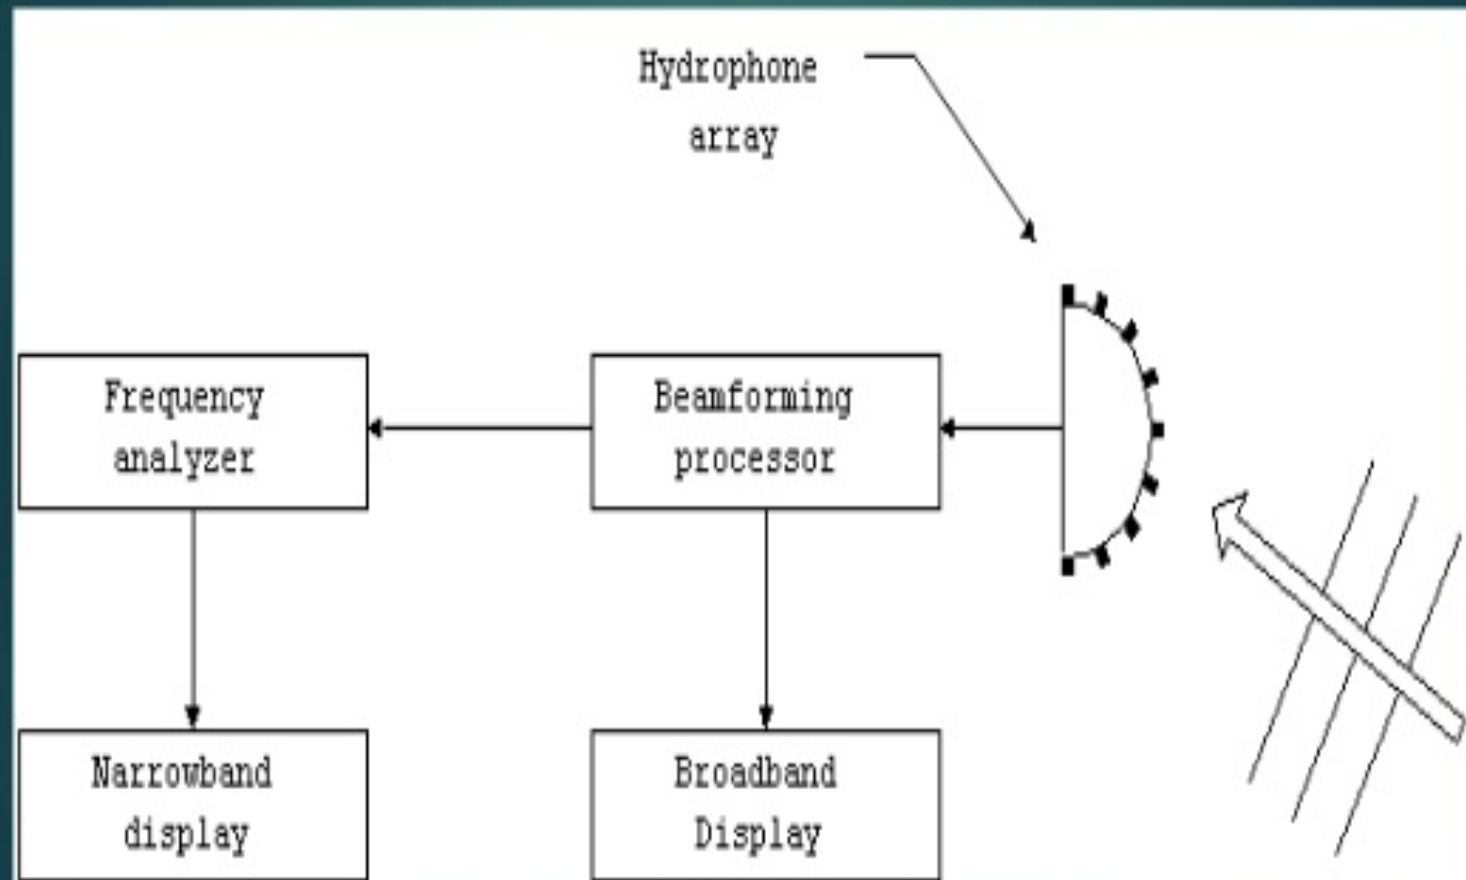 Hydrophone
array
Frequency
analyzer
Beamforming
processor
Narrowband
display
Broadband
Display